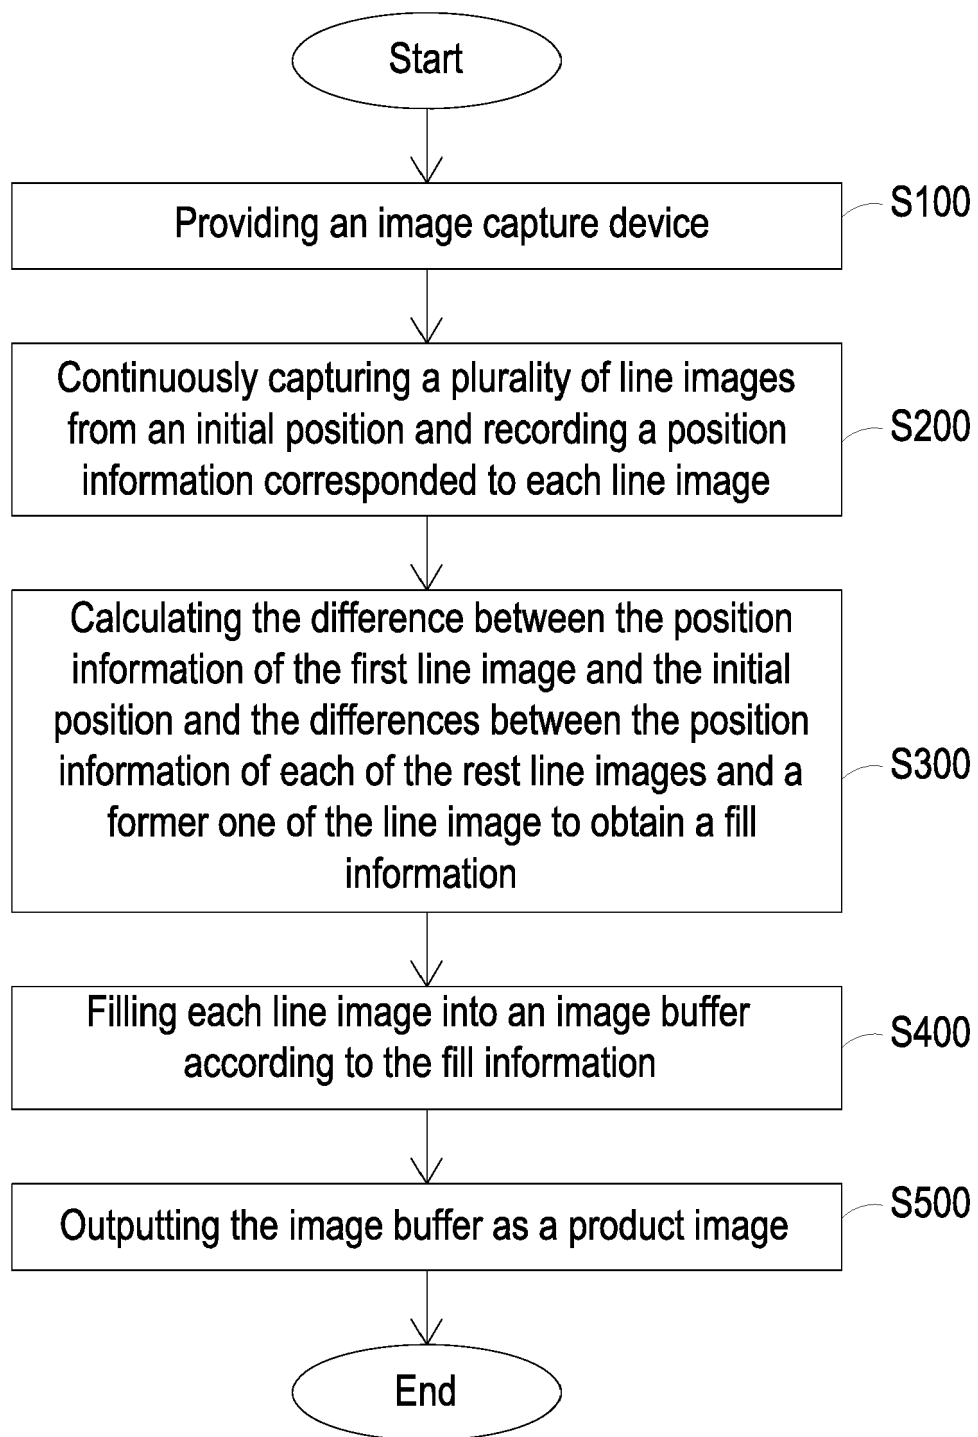 Start
Providing an image capture device
S100
Continuously capturing a plurality of line images
from an initial position and recording a position
information corresponded to each line image
S200
Calculating the difference between the position
information of the first line image and the initial
position and the differences between the position
information of each of the rest line images and a
former one of the line image to obtain a fill
information
S300
Filling each line image into an image buffer
according to the fill information
S400
Outputting the image buffer as a product image
S500
End